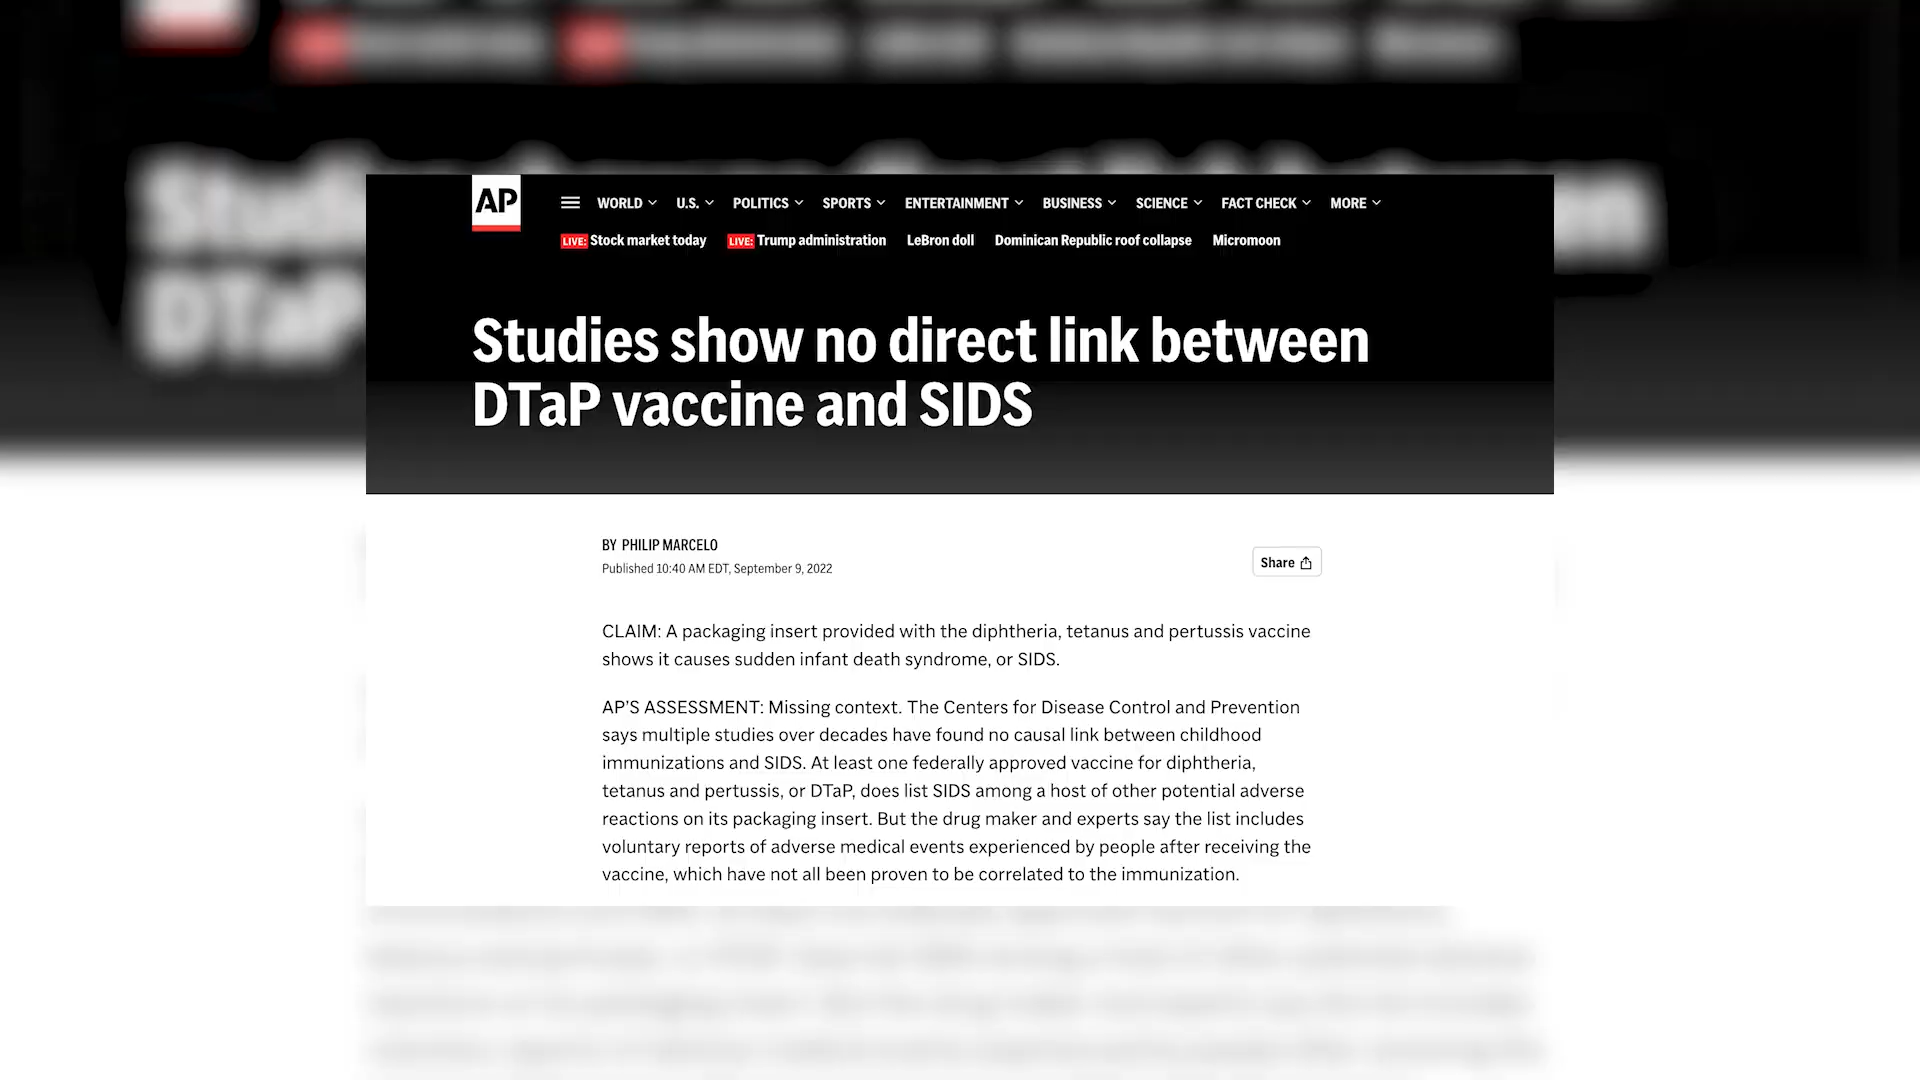 AP
WORLD U.S. POLITICS SPORTS ENTERTAINMENT BUSINESS SCIENCE FACT CHECK MORE
LIVE: Stock market today LIVE: Trump administration LeBron doll Dominican Republic roof collapse Micromoon
Studies show no direct link between
DTaP vaccine and SIDS
BY PHILIP MARCELO
Published 10:40 AM EDT, September 9, 2022
Share
CLAIM: A packaging insert provided with the diphtheria, tetanus and pertussis vaccine
shows it causes sudden infant death syndrome, or SIDS.
AP'S ASSESSMENT: Missing context. The Centers for Disease Control and Prevention
says multiple studies over decades have found no causal link between childhood
immunizations and SIDS. At least one federally approved vaccine for diphtheria,
tetanus and pertussis, or DTaP, does list SIDS among a host of other potential adverse
reactions on its packaging insert. But the drug maker and experts say the list includes
voluntary reports of adverse medical events experienced by people after receiving the
vaccine, which have not all been proven to be correlated to the immunization.